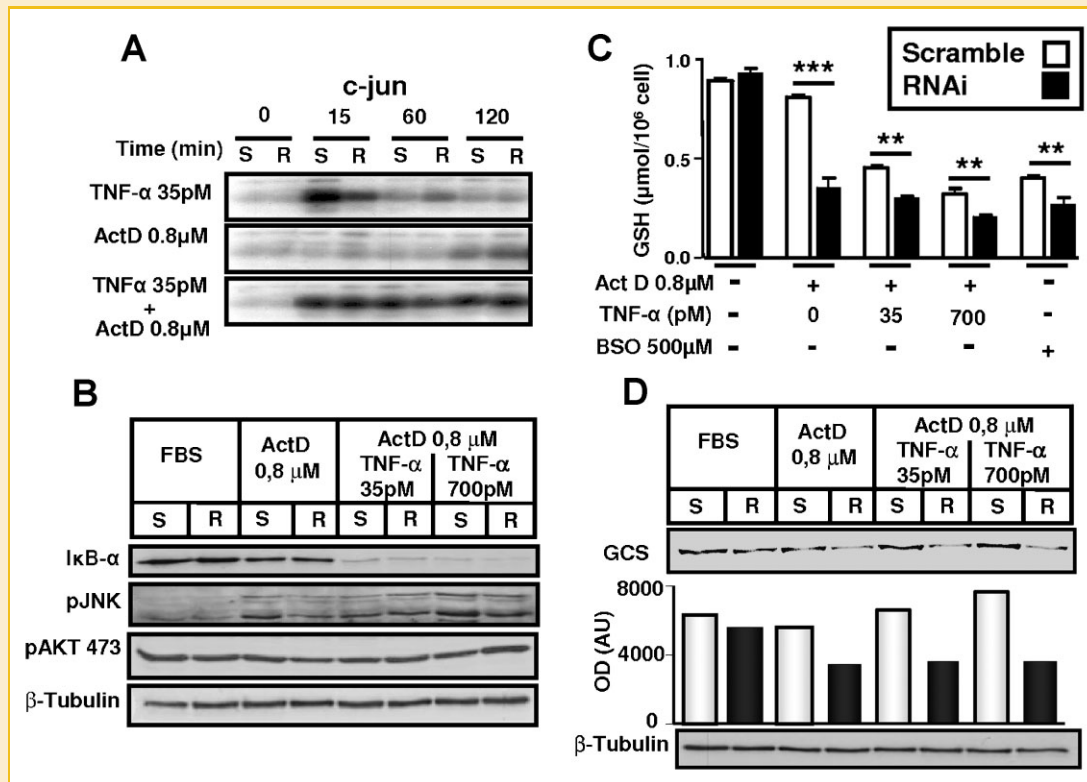 A
c-jun
0 15 60 120
Time (min) S R S R S R S R
TNF-α 35pM
ActD 0.8µM
TNFα 35pM
+
ActD 0.8µM
C
Scramble
RNAi
1.0
0.5
0.0
GSH (µmol/10⁶ cell)
*** ** ** **
Act D 0.8µM - + + + -
TNF-α (pM) - 0 35 700 -
BSO 500µM - - - - +
B
FBS
ActD
0,8 µM
ActD 0,8 µM
TNF-α
35pM
TNF-α
700pM
S R S R S R S R
IκB-α
pJNK
pAKT 473
β-Tubulin
D
FBS
ActD
0,8 µM
ActD 0,8 µM
TNF-α
35pM
TNF-α
700pM
S R S R S R S R
GCS
8000
4000
0
OD (AU)
β-Tubulin